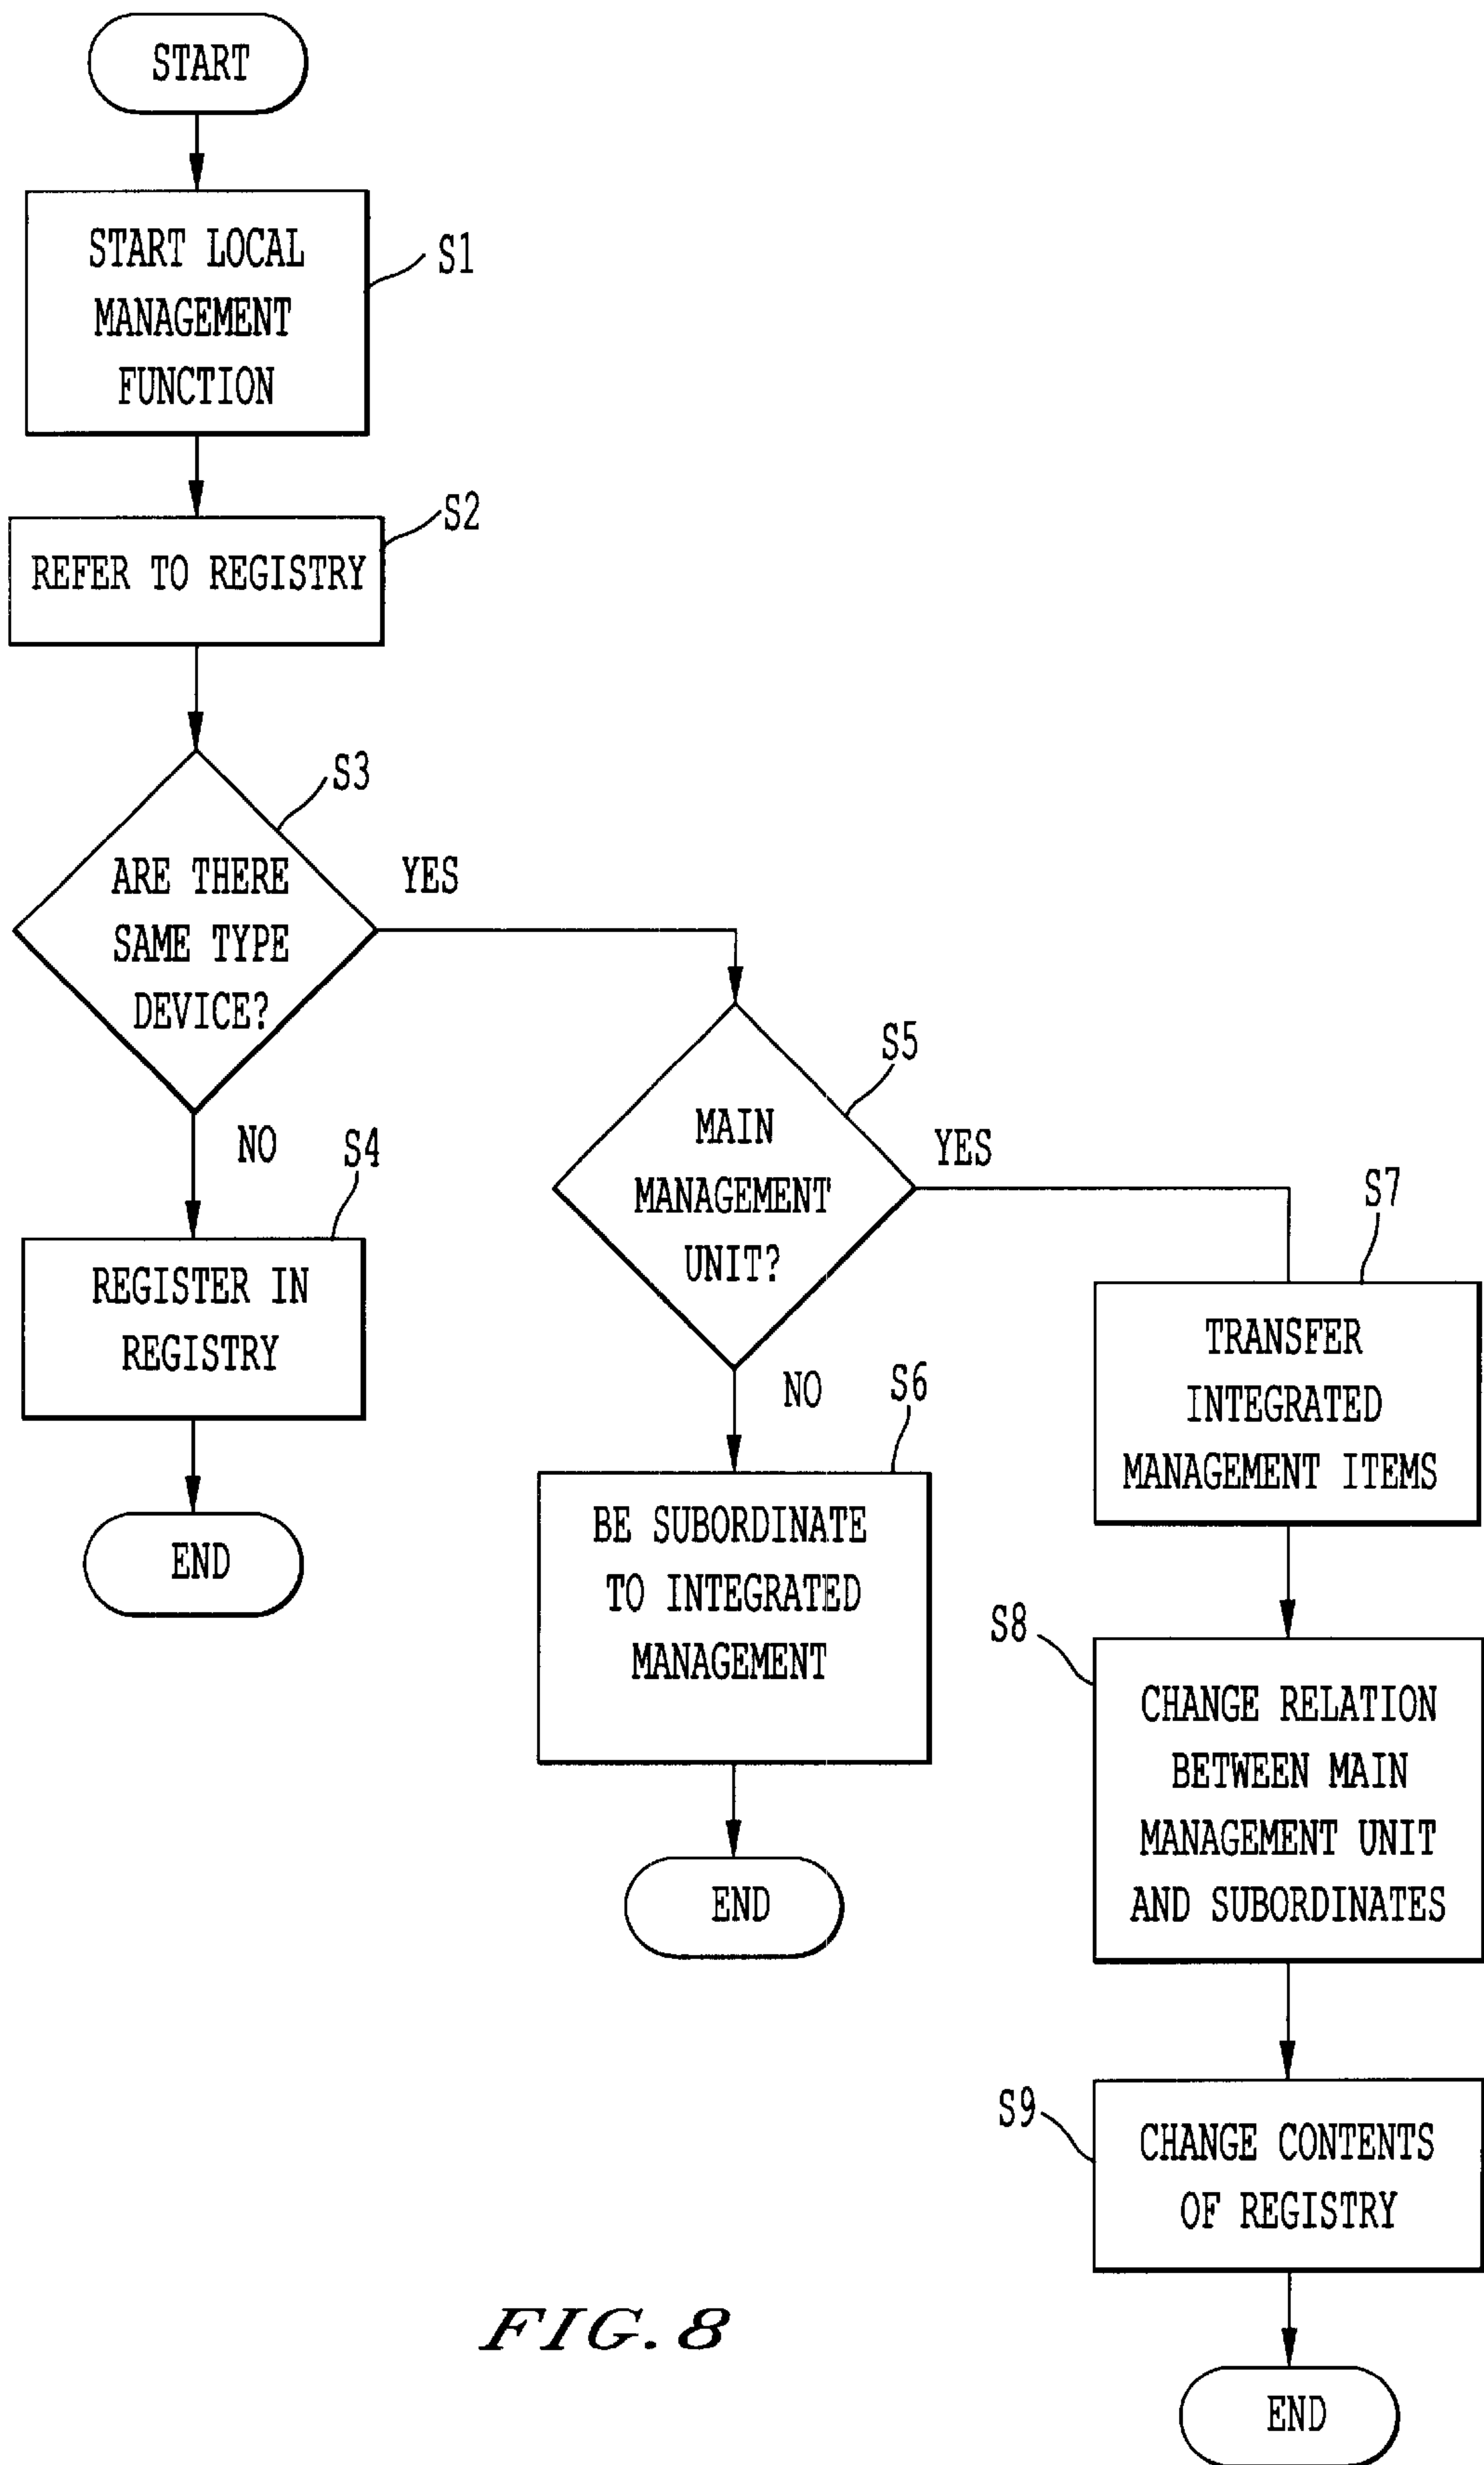 START
START LOCAL
MANAGEMENT
FUNCTION
S1
REFER TO REGISTRY
S2
ARE THERE
SAME TYPE
DEVICE?
S3
YES
NO
REGISTER IN
REGISTRY
S4
END
MAIN
MANAGEMENT
UNIT?
S5
YES
NO
BE SUBORDINATE
TO INTEGRATED
MANAGEMENT
S6
END
TRANSFER
INTEGRATED
MANAGEMENT ITEMS
S7
CHANGE RELATION
BETWEEN MAIN
MANAGEMENT UNIT
AND SUBORDINATES
S8
CHANGE CONTENTS
OF REGISTRY
S9
END
FIG. 8